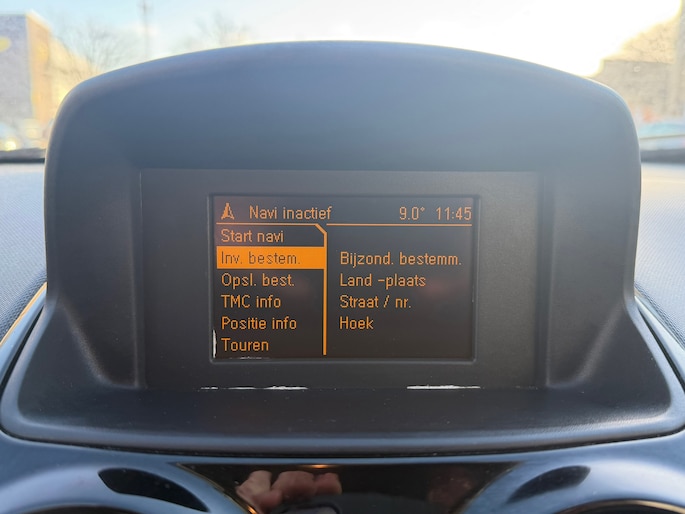 Navi inactief 9.0° 11:45
Start navi
Inv. bestem. Bijzond. bestemm.
Opsl. best. Land -plaats
TMC info Straat / nr.
Positie info Hoek
Touren